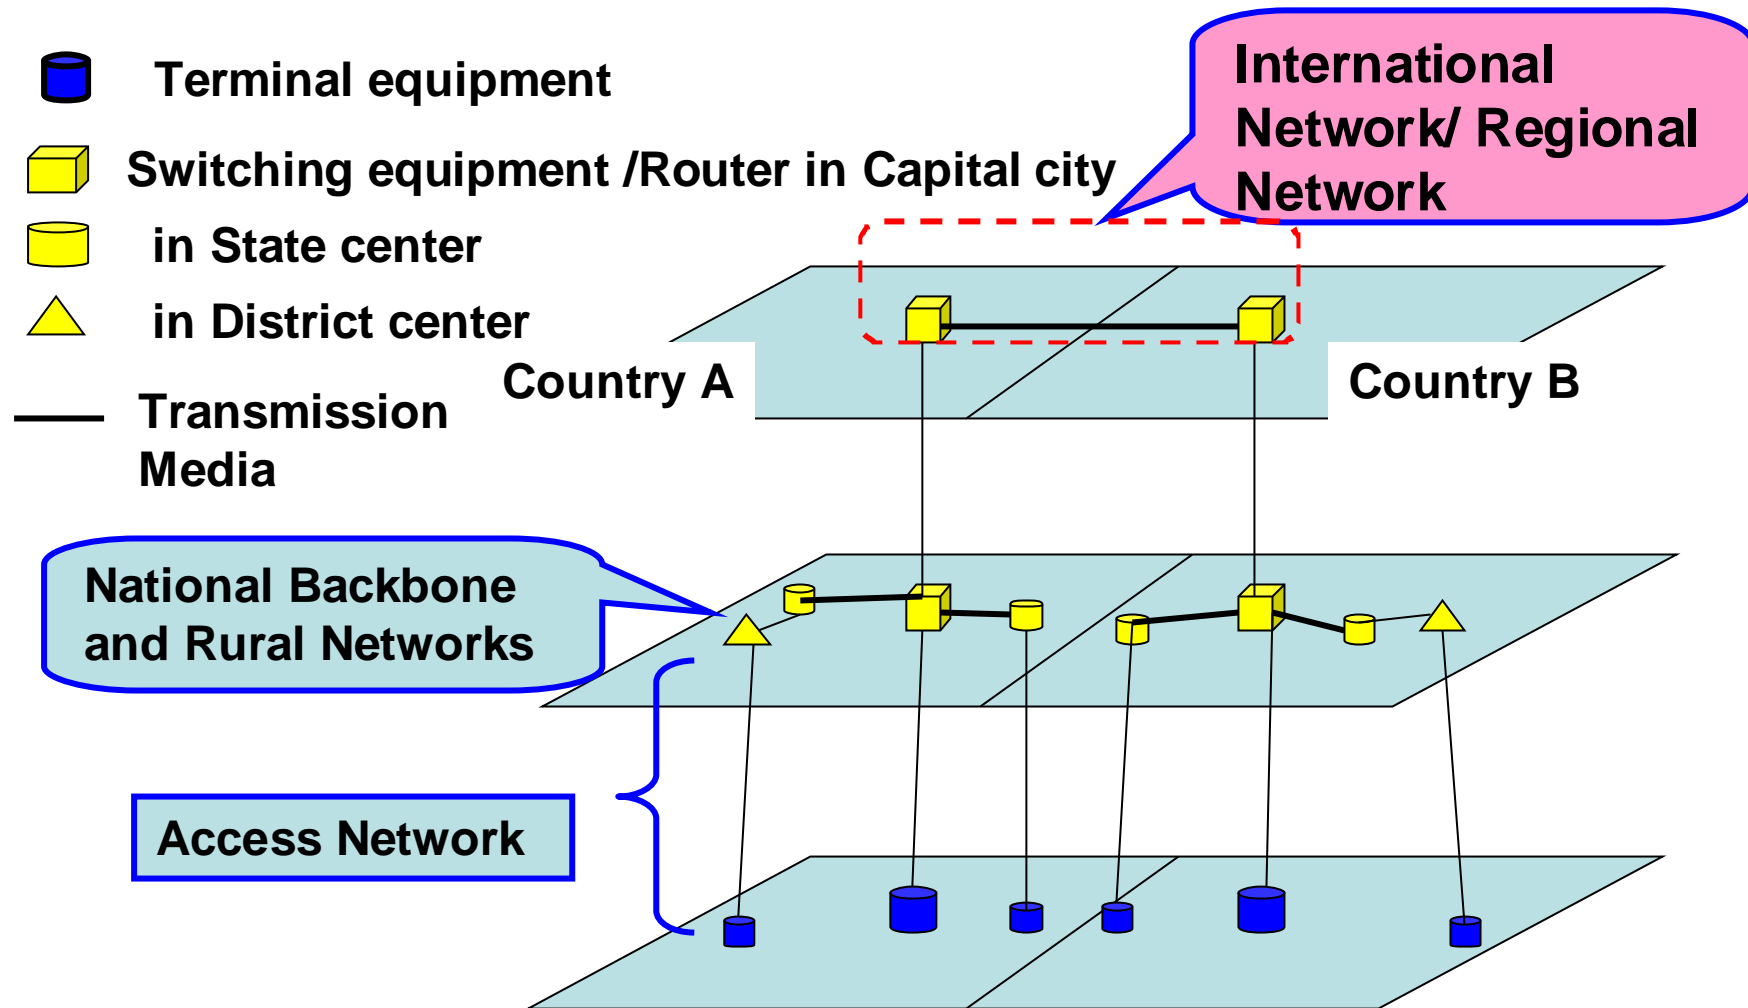 Terminal equipment
Switching equipment /Router in Capital city
in State center
in District center
Transmission
Media
International
Network/ Regional
Network
Country A
Country B
National Backbone
and Rural Networks
Access Network